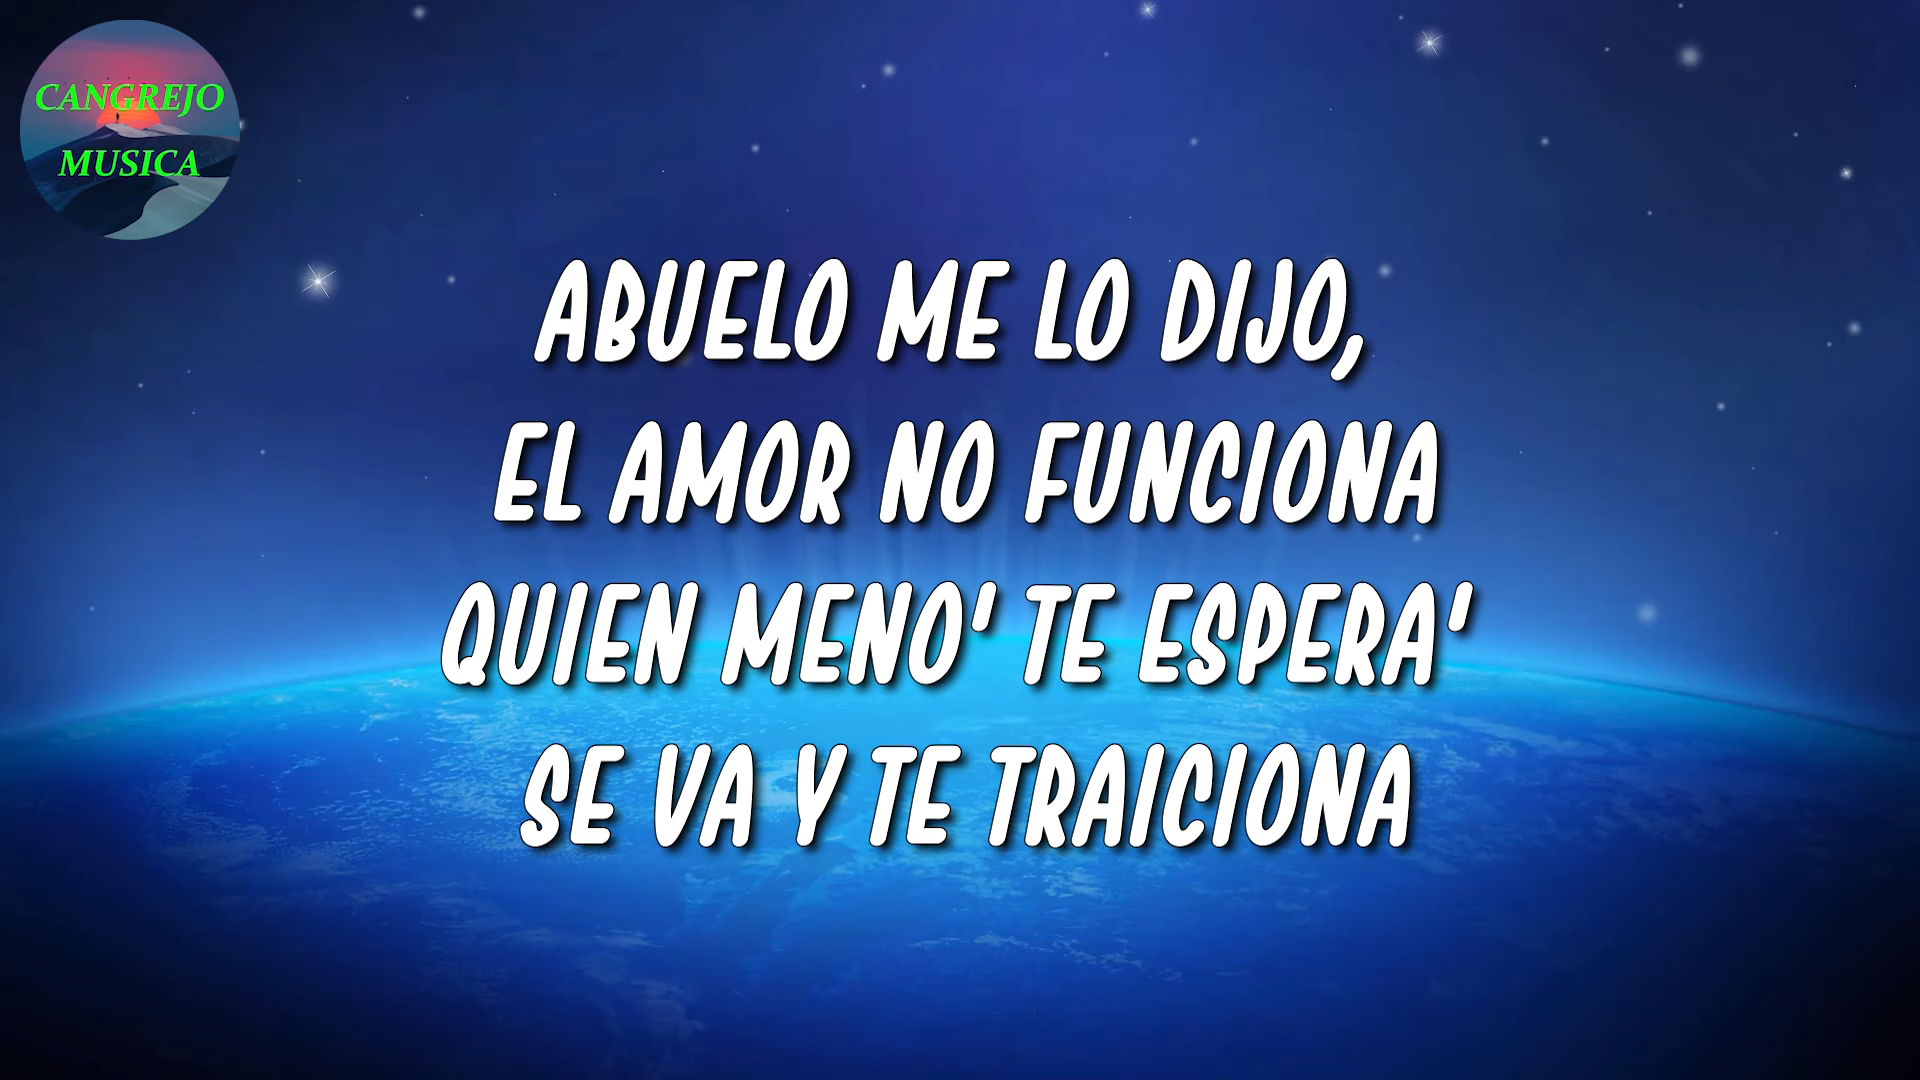 CANGREJO
MUSICA
ABUELO ME LO DIJO,
EL AMOR NO FUNCIONA
QUIEN MENO' TE ESPERA'
SE VA Y TE TRAICIONA